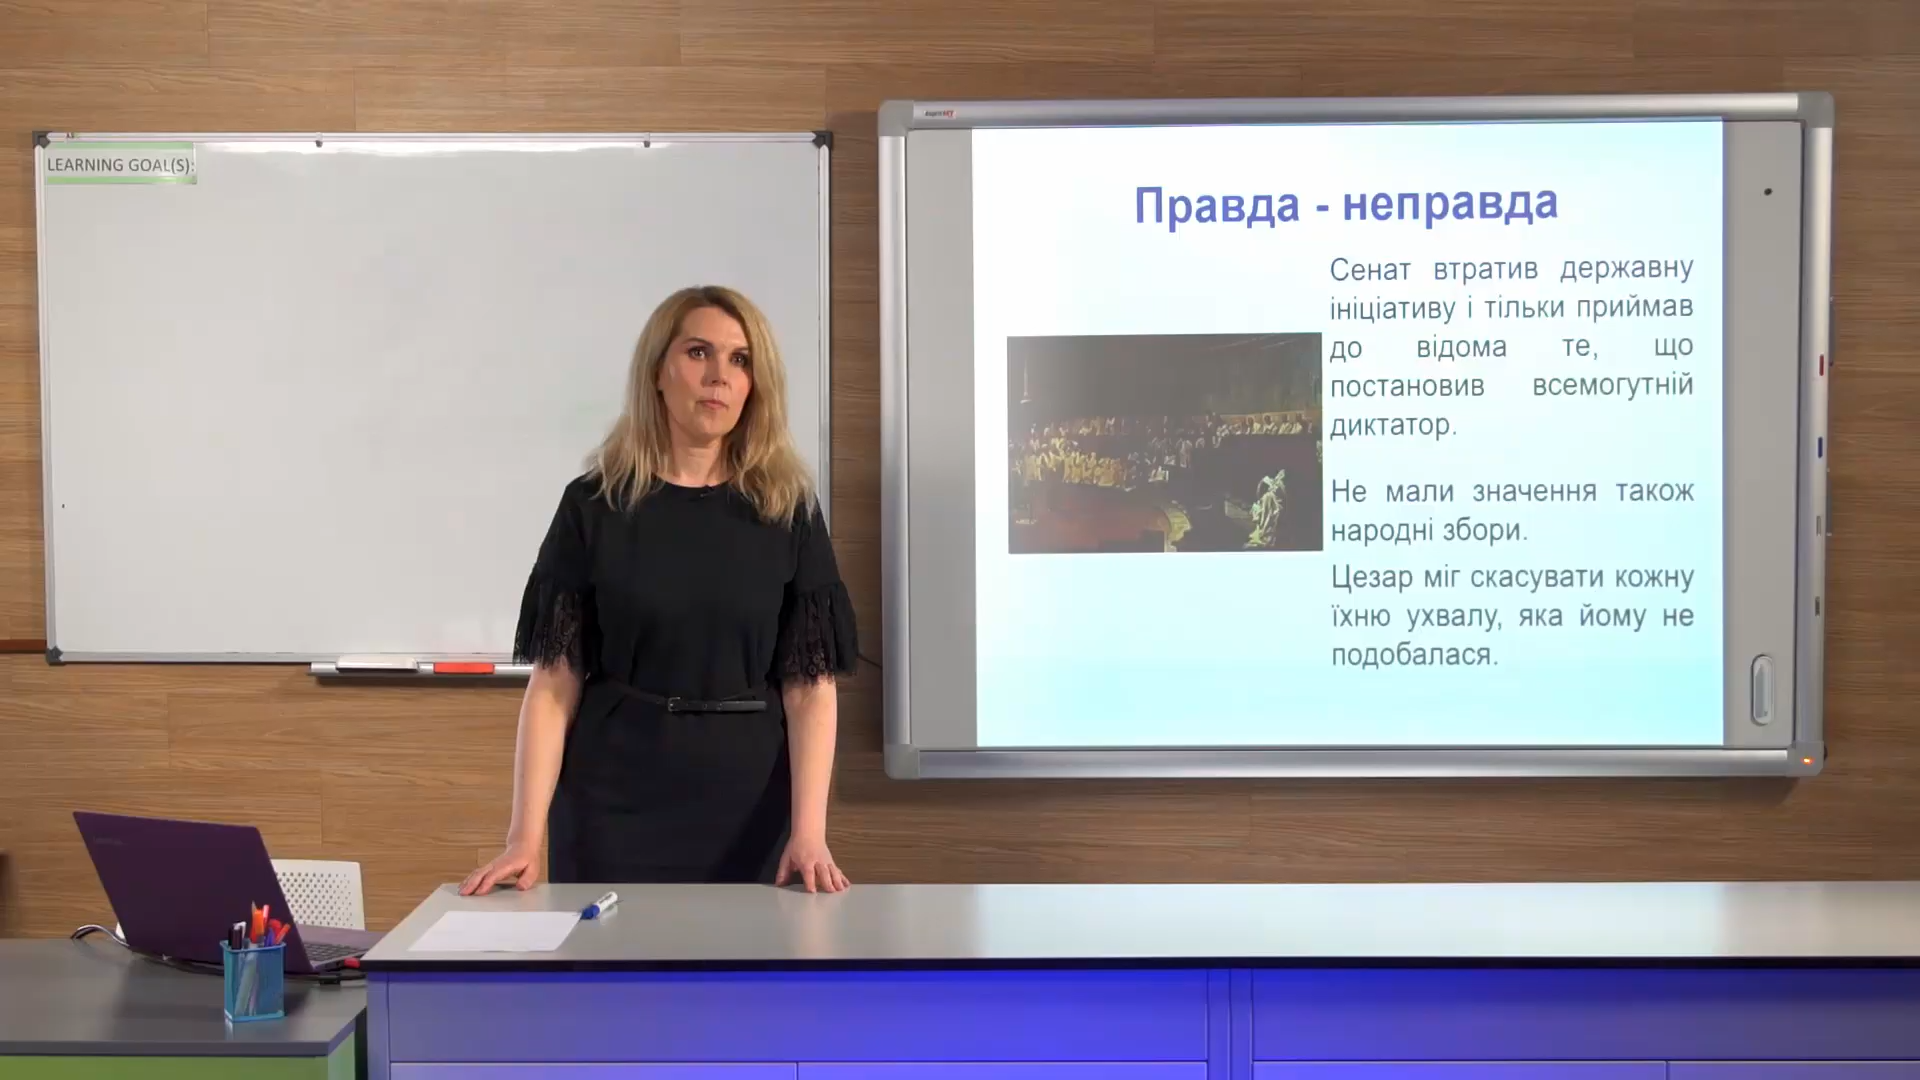 LEARNING GOAL(S):
Правда - неправда
Сенат втратив державну
ініціативу і тільки приймав
до відома те, що
постановив всемогутній
диктатор.
Не мали значення також
народні збори.
Цезар міг скасувати кожну
їхню ухвалу, яка йому не
подобалася.